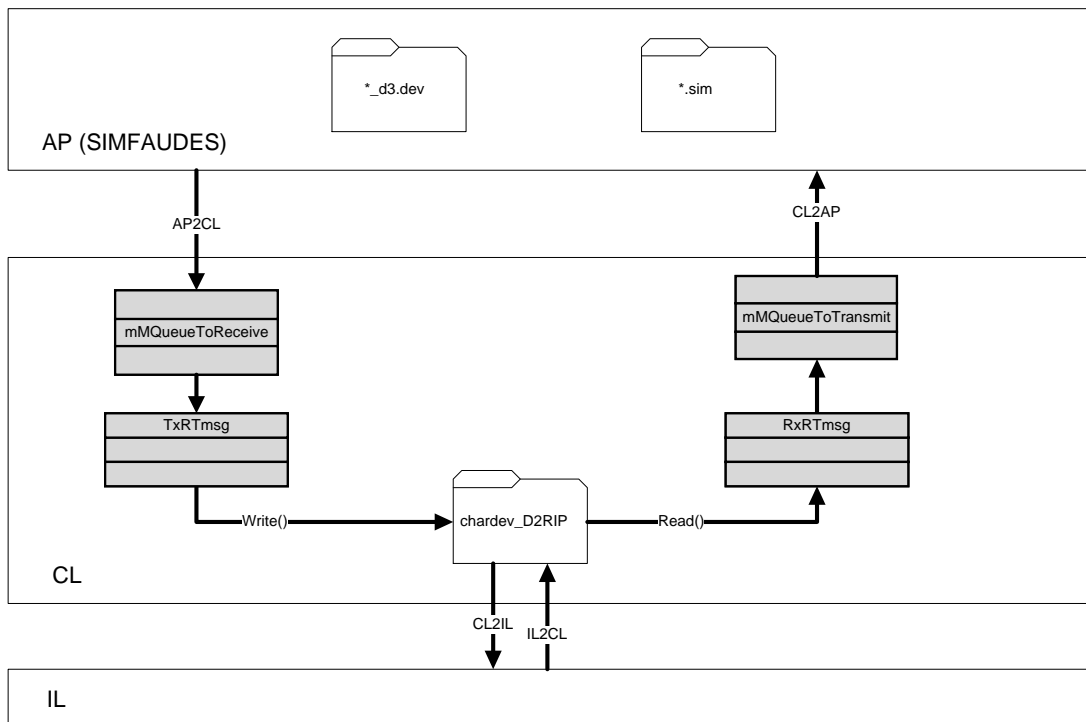 *_d3.dev
*.sim
AP (SIMFAUDES)
AP2CL
CL2AP
mMQueueToReceive
mMQueueToTransmit
TxRTmsg
RxRTmsg
Write()
chardev_D2RIP
Read()
CL
CL2IL
IL2CL
IL